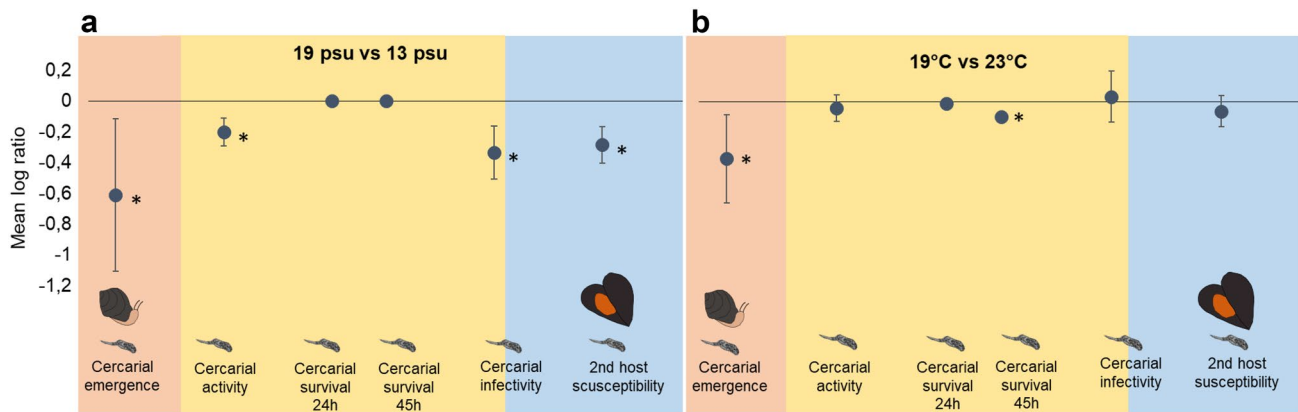 a
19 psu vs 13 psu
0,2
0
-0,2
-0,4
-0,6
-0,8
-1
-1,2
Mean log ratio
*
*
*
*
Cercarial
emergence
Cercarial
activity
Cercarial
survival
24h
Cercarial
survival
45h
Cercarial
infectivity
2nd host
scusceptibility
b
19°C vs 23°C
*
*
Cercarial
emergence
Cercarial
activity
Cercarial
survival
24h
Cercarial
survival
45h
Cercarial
infectivity
2nd host
susceptibility